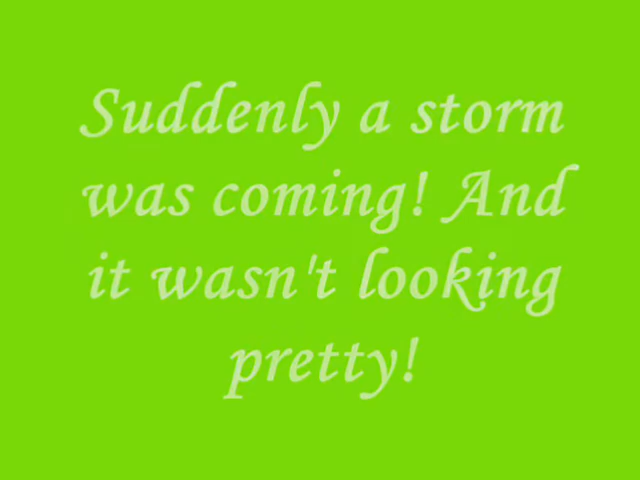 Suddenly a storm
was coming! And
it wasn't looking
pretty!